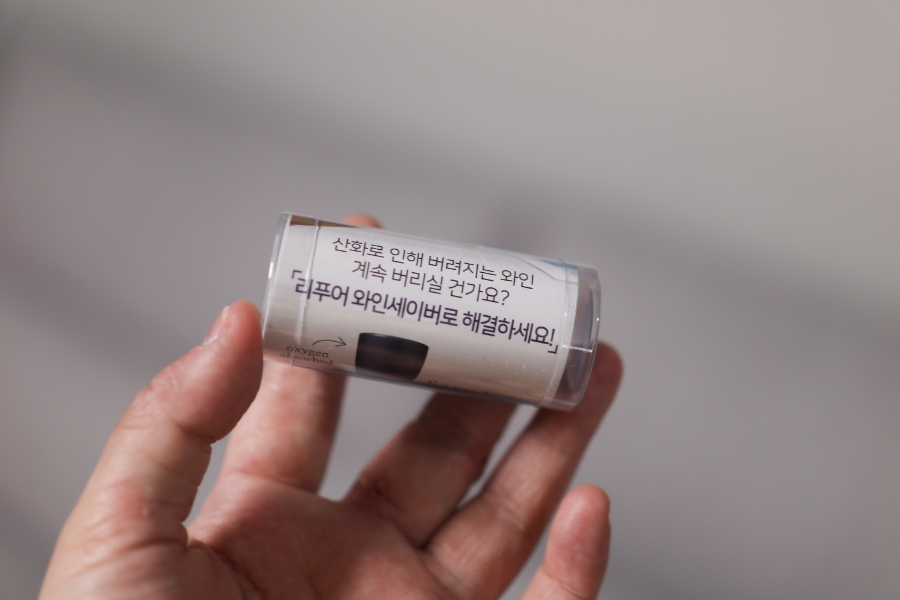 산화로 인해 버려지는 와인
계속 버리실 건가요?
「리푸어 와인세이버로 해결하세요!」
oxygen
absorbed